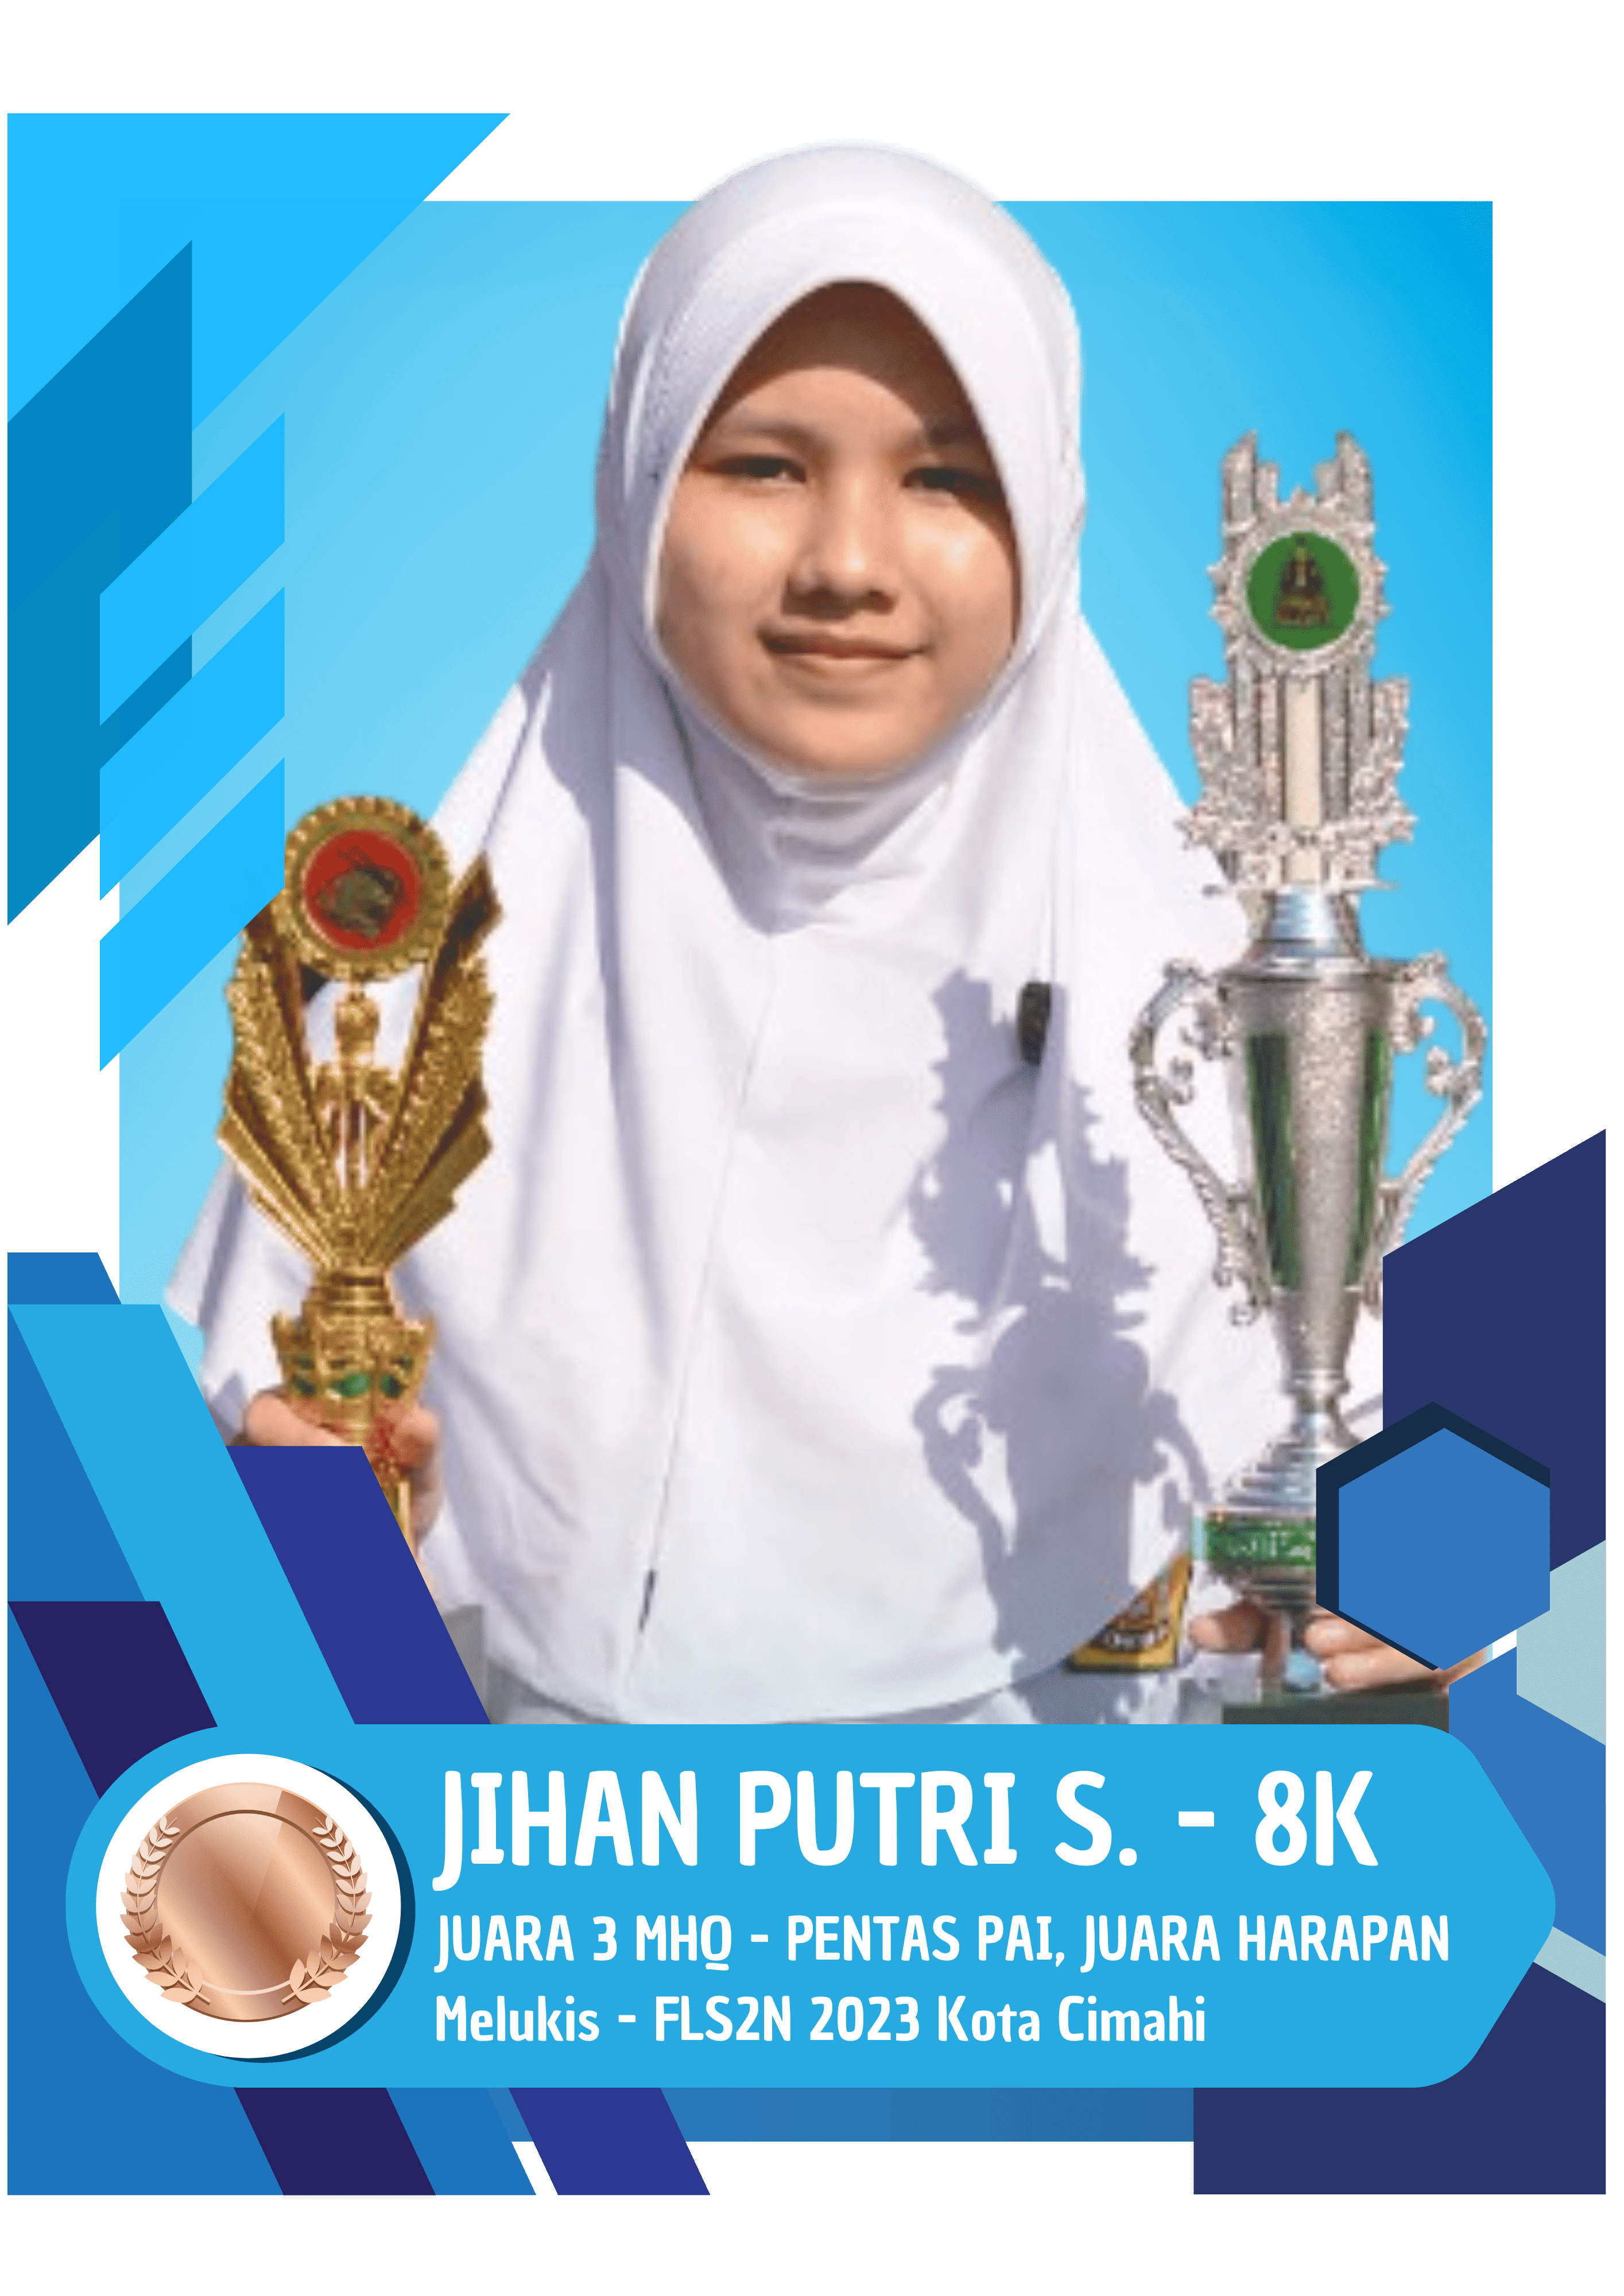 JIHAN PUTRI S. - 8K
JUARA 3 MHQ - PENTAS PAI, JUARA HARAPAN
Melukis - FLS2N 2023 Kota Cimahi